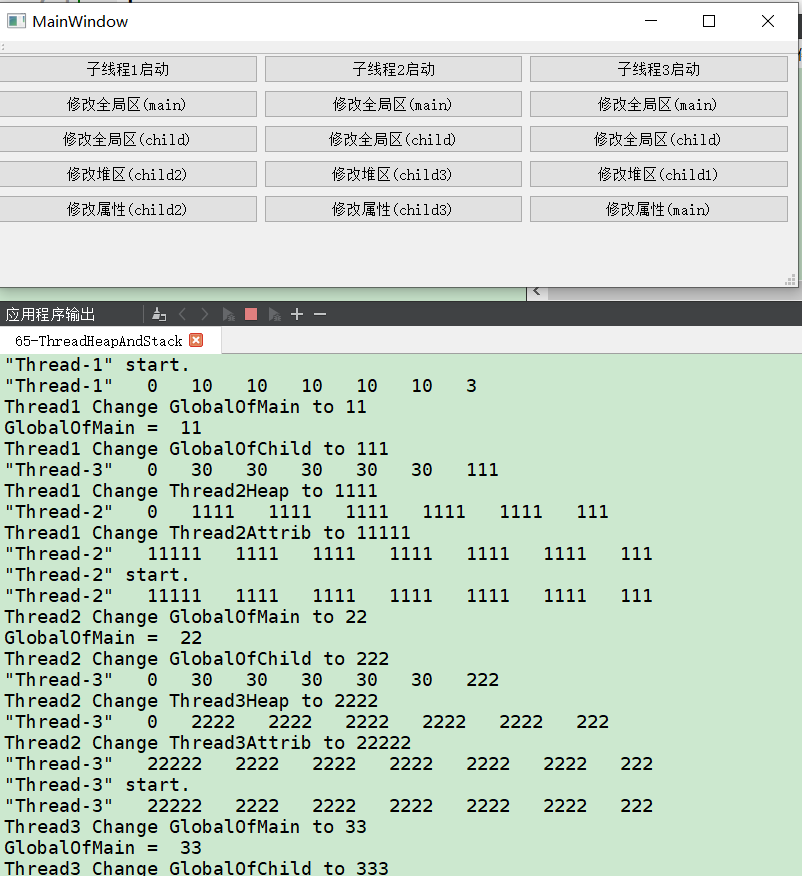 MainWindow
子线程1启动 子线程2启动 子线程3启动
修改全局区(main) 修改全局区(main) 修改全局区(main)
修改全局区(child) 修改全局区(child) 修改全局区(child)
修改堆区(child2) 修改堆区(child3) 修改堆区(child1)
修改属性(child2) 修改属性(child3) 修改属性(main)
应用程序输出
65-ThreadHeapAndStack
"Thread-1" start.
"Thread-1"   0   10   10   10   10   10   3
Thread1 Change GlobalOfMain to 11
GlobalOfMain =  11
Thread1 Change GlobalOfChild to 111
"Thread-3"   0   30   30   30   30   30   111
Thread1 Change Thread2Heap to 1111
"Thread-2"   0   1111   1111   1111   1111   1111   111
Thread1 Change Thread2Attrib to 11111
"Thread-2"   11111   1111   1111   1111   1111   1111   111
"Thread-2" start.
"Thread-2"   11111   1111   1111   1111   1111   1111   111
Thread2 Change GlobalOfMain to 22
GlobalOfMain =  22
Thread2 Change GlobalOfChild to 222
"Thread-3"   0   30   30   30   30   30   222
Thread2 Change Thread3Heap to 2222
"Thread-3"   0   2222   2222   2222   2222   2222   222
Thread2 Change Thread3Attrib to 22222
"Thread-3"   22222   2222   2222   2222   2222   2222   222
"Thread-3" start.
"Thread-3"   22222   2222   2222   2222   2222   2222   222
Thread3 Change GlobalOfMain to 33
GlobalOfMain =  33
Thread3 Change GlobalOfChild to 333